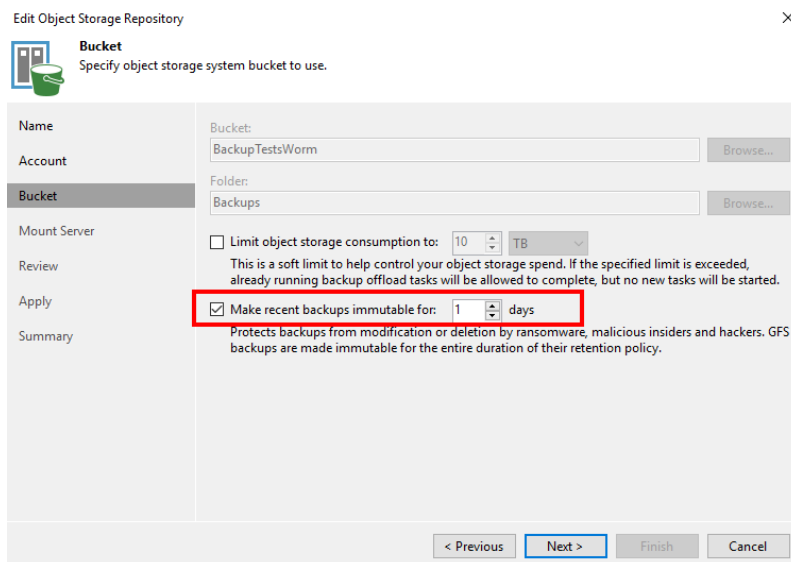 Edit Object Storage Repository
Bucket
Specify object storage system bucket to use.
Name
Account
Bucket
Mount Server
Review
Apply
Summary
Bucket:
BackupTestsWorm
Browse...
Folder:
Backups
Browse...
Limit object storage consumption to: 10 TB
This is a soft limit to help control your object storage spend. If the specified limit is exceeded,
already running backup offload tasks will be allowed to complete, but no new tasks will be started.
Make recent backups immutable for: 1 days
Protects backups from modification or deletion by ransomware, malicious insiders and hackers. GFS
backups are made immutable for the entire duration of their retention policy.
< Previous Next > Finish Cancel